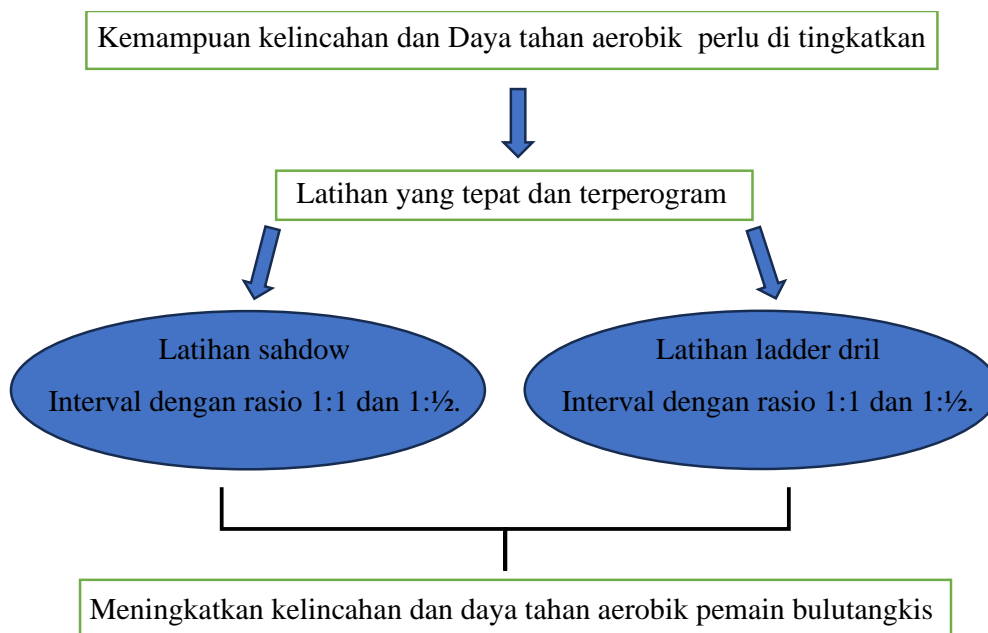 Kemampuan kelincahan dan Daya tahan aerobik perlu di tingkatkan
Latihan yang tepat dan terperogram
Latihan sahdow
Interval dengan rasio 1:1 dan 1:½.
Latihan ladder dril
Interval dengan rasio 1:1 dan 1:½.
Meningkatkan kelincahan dan daya tahan aerobik pemain bulutangkis